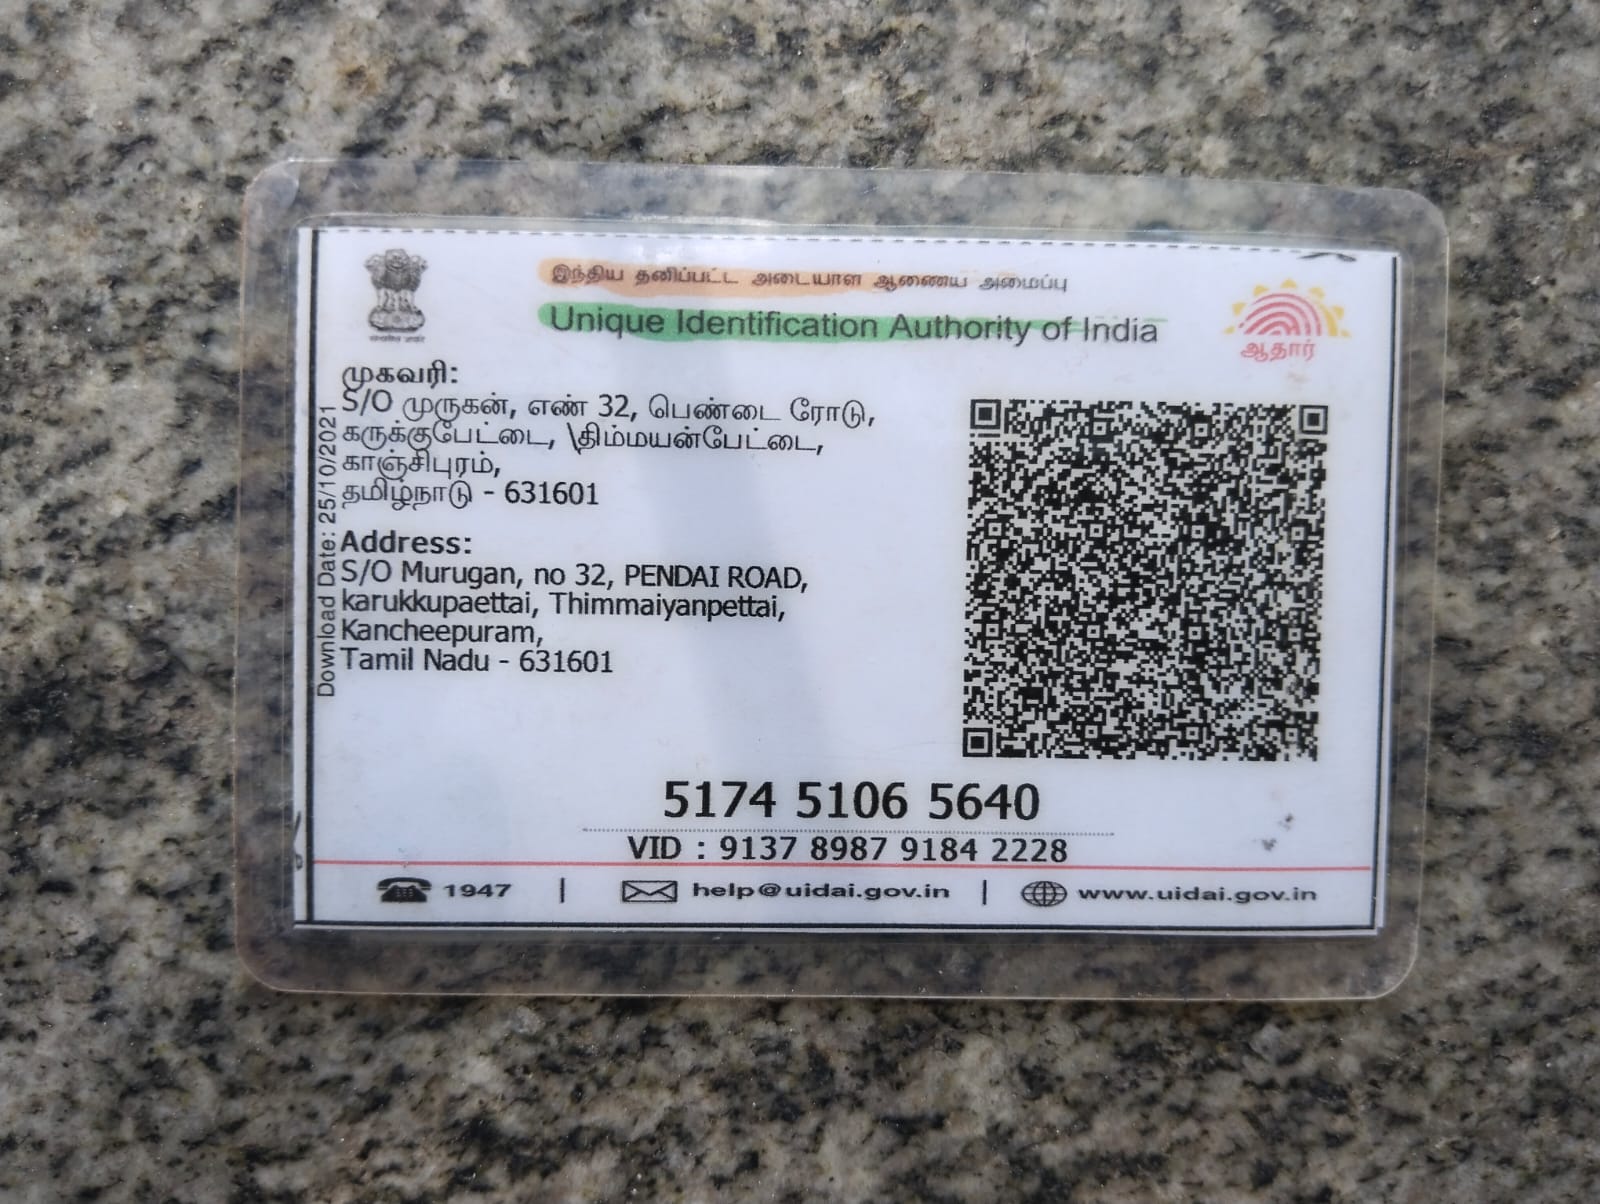 இந்திய தனிப்பட்ட அடையாள ஆணைய அமைப்பு
Unique Identification Authority of India
ஆதார்
முகவரி:
S/O முருகன், எண் 32, பெண்டை ரோடு,
கருக்குபேட்டை, \திம்மயன்பேட்டை,
காஞ்சிபுரம்,
தமிழ்நாடு - 631601
Address:
S/O Murugan, no 32, PENDAI ROAD,
karukkupaettai, Thimmaiyanpettai,
Kancheepuram,
Tamil Nadu - 631601
Download Date: 25/10/2021
5174 5106 5640
VID : 9137 8987 9184 2228
1947 | help@uidai.gov.in | www.uidai.gov.in